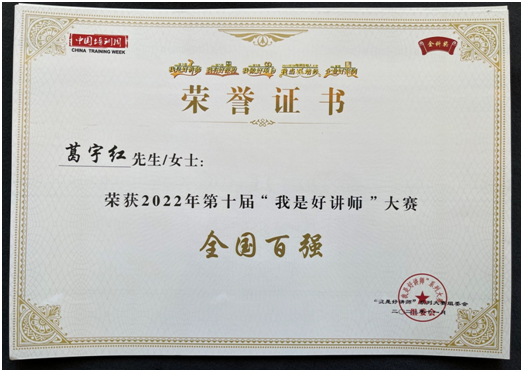 中国培训周
CHINA TRAINING WEEK
金科奖
荣誉证书
葛宇红 先生/女士：
荣获2022年第十届“我是好讲师”大赛
全国百强